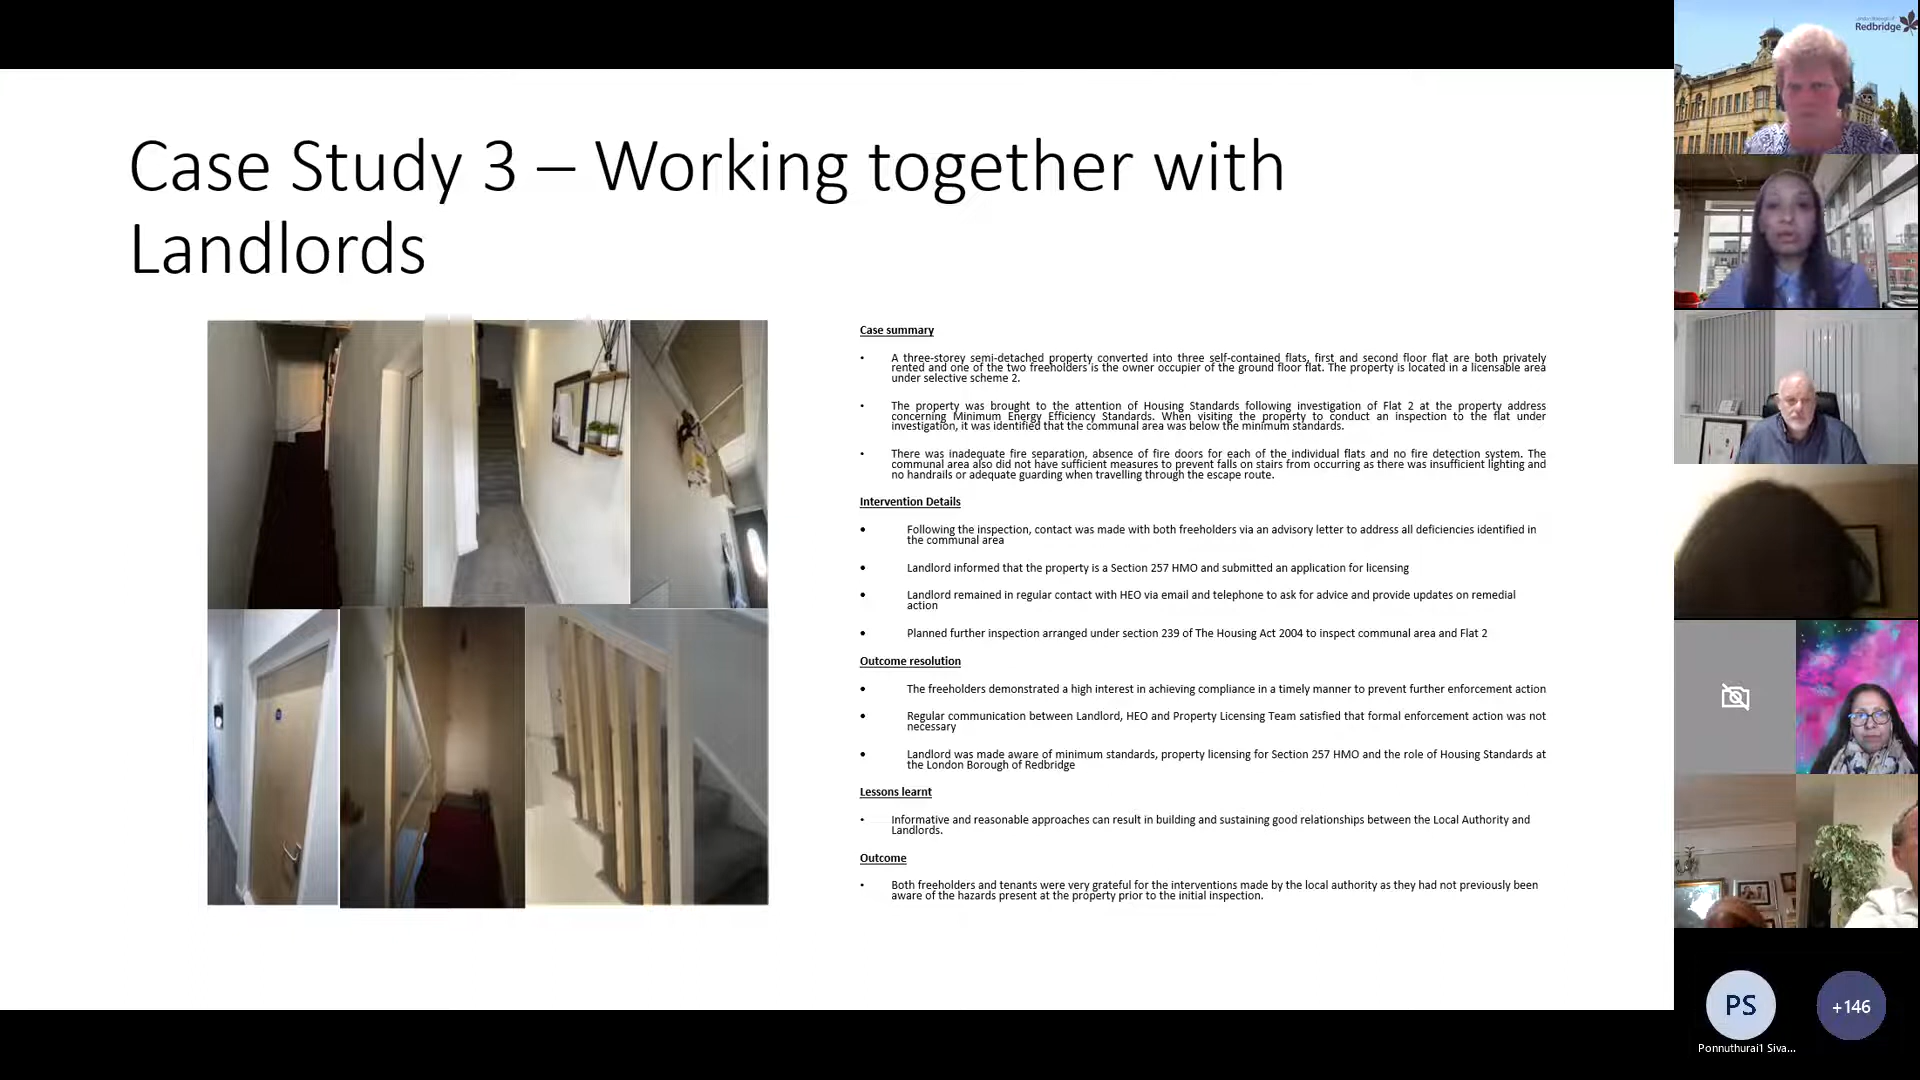 Case Study 3 – Working together with
Landlords
Case summary
• A three-storey semi-detached property converted into three self-contained flats, first and second floor flat are both privately
rented and one of the two freeholders is the owner occupier of the ground floor flat. The property is located in a licensable area
under selective scheme 2.
• The property was brought to the attention of Housing Standards following investigation of Flat 2 at the property address
concerning Minimum Energy Efficiency Standards. When visiting the property to conduct an inspection to the flat under
investigation, it was identified that the communal area was below the minimum standards.
• There was inadequate fire separation, absence of fire doors for each of the individual flats and no fire detection system. The
communal area also did not have sufficient measures to prevent falls on stairs from occurring as there was insufficient lighting and
no handrails or adequate guarding when travelling through the escape route.
Intervention Details
• Following the inspection, contact was made with both freeholders via an advisory letter to address all deficiencies identified in
the communal area
• Landlord informed that the property is a Section 257 HMO and submitted an application for licensing
• Landlord remained in regular contact with HEO via email and telephone to ask for advice and provide updates on remedial
action
• Planned further inspection arranged under section 239 of The Housing Act 2004 to inspect communal area and Flat 2
Outcome resolution
• The freeholders demonstrated a high interest in achieving compliance in a timely manner to prevent further enforcement action
• Regular communication between Landlord, HEO and Property Licensing Team satisfied that formal enforcement action was not
necessary
• Landlord was made aware of minimum standards, property licensing for Section 257 HMO and the role of Housing Standards at
the London Borough of Redbridge
Lessons learnt
• Informative and reasonable approaches can result in building and sustaining good relationships between the Local Authority and
Landlords.
Outcome
• Both freeholders and tenants were very grateful for the interventions made by the local authority as they had not previously been
aware of the hazards present at the property prior to the initial inspection.
London Borough of
Redbridge
PS
+146
Ponnuthurai1 Siva...